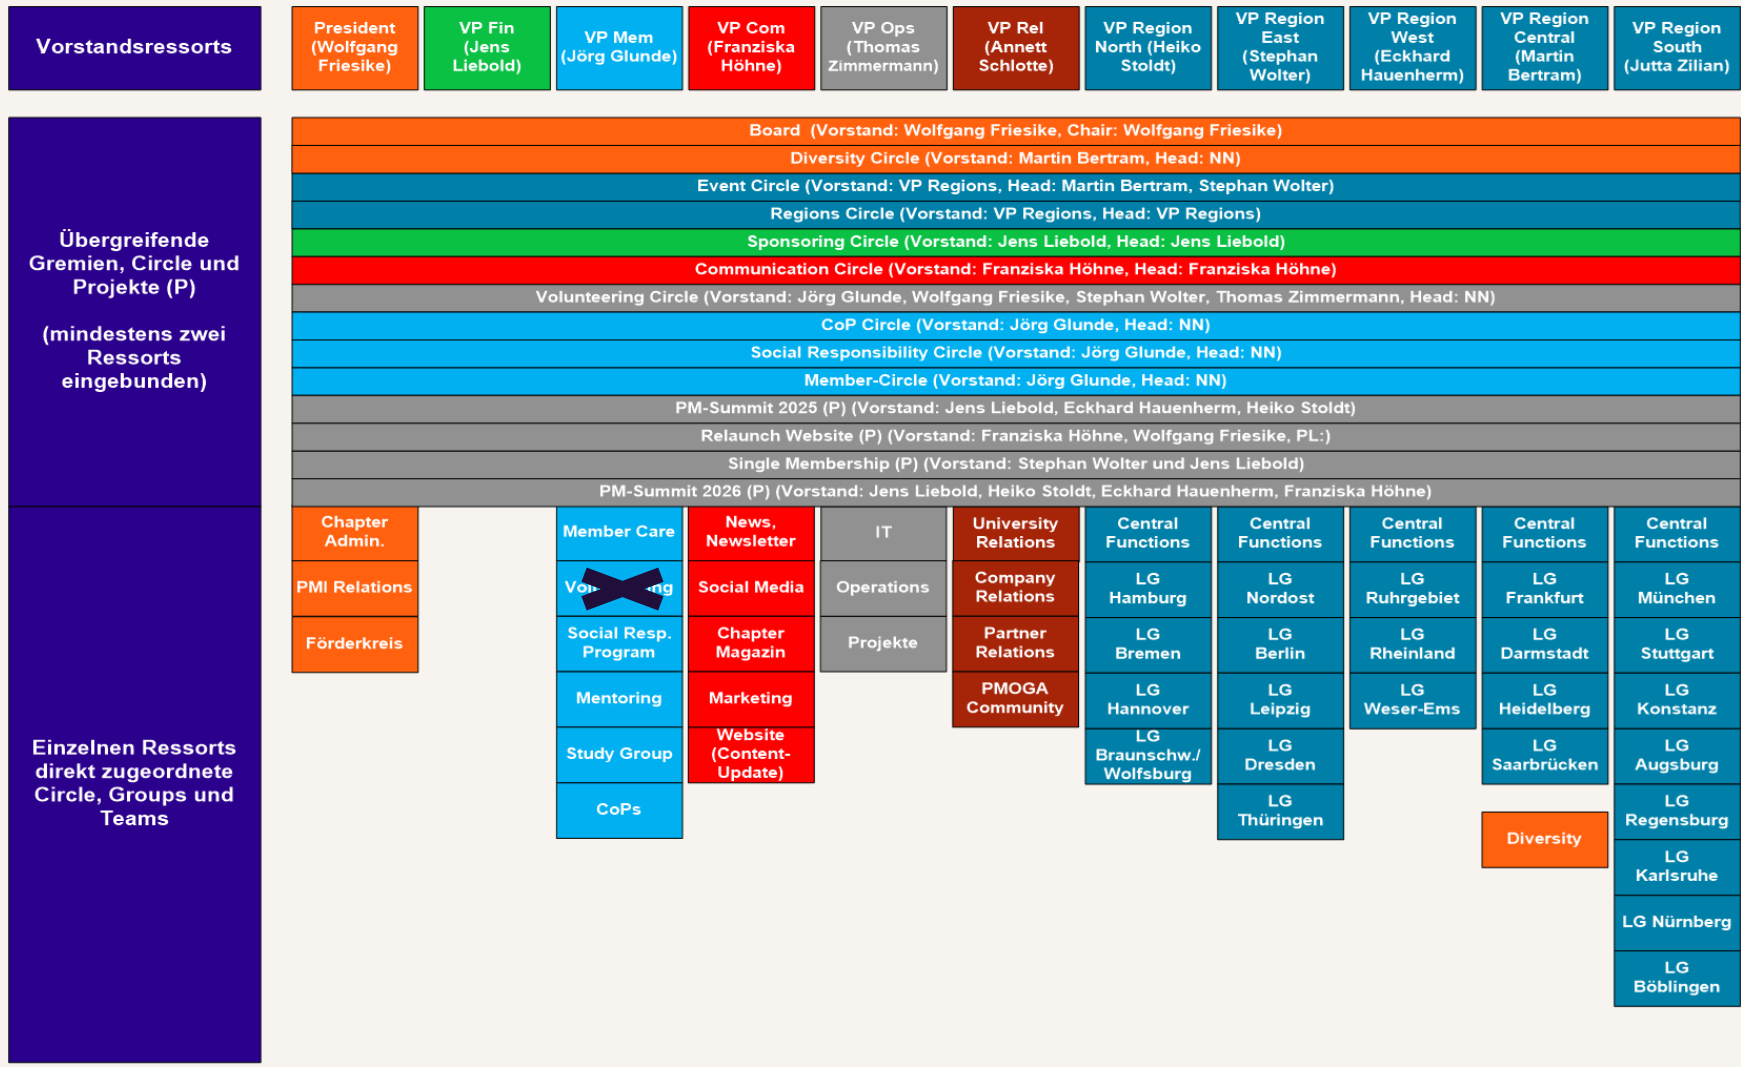 Vorstandsressorts
President
(Wolfgang
Friesike)
VP Fin
(Jens
Liebold)
VP Mem
(Jörg Glunde)
VP Com
(Franziska
Höhne)
VP Ops
(Thomas
Zimmermann)
VP Rel
(Annett
Schlotte)
VP Region
North (Heiko
Stoldt)
VP Region
East
(Stephan
Wolter)
VP Region
West
(Eckhard
Hauenherm)
VP Region
Central
(Martin
Bertram)
VP Region
South
(Jutta Zilian)
Übergreifende
Gremien, Circle und
Projekte (P)
(mindestens zwei
Ressorts
eingebunden)
Board (Vorstand: Wolfgang Friesike, Chair: Wolfgang Friesike)
Diversity Circle (Vorstand: Martin Bertram, Head: NN)
Event Circle (Vorstand: VP Regions, Head: Martin Bertram, Stephan Wolter)
Regions Circle (Vorstand: VP Regions, Head: VP Regions)
Sponsoring Circle (Vorstand: Jens Liebold, Head: Jens Liebold)
Communication Circle (Vorstand: Franziska Höhne, Head: Franziska Höhne)
Volunteering Circle (Vorstand: Jörg Glunde, Wolfgang Friesike, Stephan Wolter, Thomas Zimmermann, Head: NN)
CoP Circle (Vorstand: Jörg Glunde, Head: NN)
Social Responsibility Circle (Vorstand: Jörg Glunde, Head: NN)
Member-Circle (Vorstand: Jörg Glunde, Head: NN)
PM-Summit 2025 (P) (Vorstand: Jens Liebold, Eckhard Hauenherm, Heiko Stoldt)
Relaunch Website (P) (Vorstand: Franziska Höhne, Wolfgang Friesike, PL:)
Single Membership (P) (Vorstand: Stephan Wolter und Jens Liebold)
PM-Summit 2026 (P) (Vorstand: Jens Liebold, Heiko Stoldt, Eckhard Hauenherm, Franziska Höhne)
Einzelnen Ressorts
direkt zugeordnete
Circle, Groups und
Teams
Chapter
Admin.
PMI Relations
Förderkreis
Member Care
Social Resp.
Program
Mentoring
Study Group
CoPs
News,
Newsletter
Social Media
Chapter
Magazin
Marketing
Website
(Content-
Update)
IT
Operations
Projekte
University
Relations
Company
Relations
Partner
Relations
PMOGA
Community
Central
Functions
LG
Hamburg
LG
Bremen
LG
Hannover
LG
Braunschw./
Wolfsburg
Central
Functions
LG
Nordost
LG
Berlin
LG
Leipzig
LG
Dresden
LG
Thüringen
Central
Functions
LG
Ruhrgebiet
LG
Rheinland
LG
Weser-Ems
Central
Functions
LG
Frankfurt
LG
Darmstadt
LG
Heidelberg
LG
Saarbrücken
Diversity
Central
Functions
LG
München
LG
Stuttgart
LG
Konstanz
LG
Augsburg
LG
Regensburg
LG
Karlsruhe
LG Nürnberg
LG
Böblingen